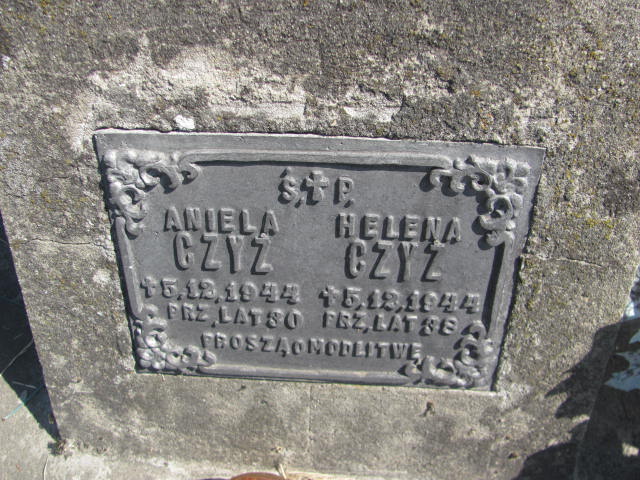 Ś.✝P.
ANIELA HELENA
CZYŻ CZYŻ
✝5.12.1944 ✝5.12.1944
PRZ. LAT 80 PRZ. LAT 38
PROSZĄ O MODLITWĘ